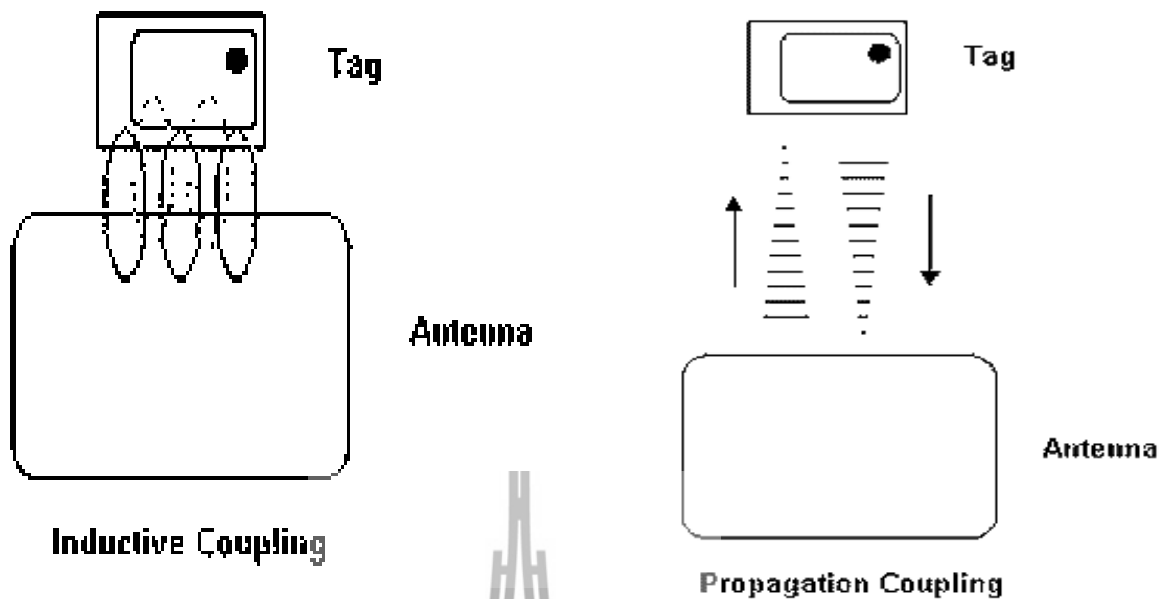 Tag
Antenna
Inductive Coupling
Tag
Antenna
Propagation Coupling